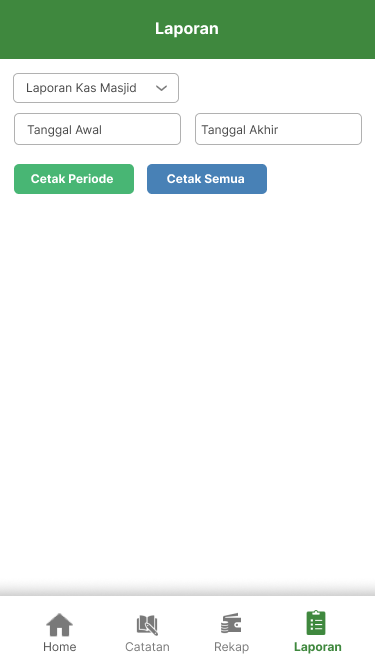 Laporan
Laporan Kas Masjid
Tanggal Awal Tanggal Akhir
Cetak Periode Cetak Semua
Home Catatan Rekap Laporan